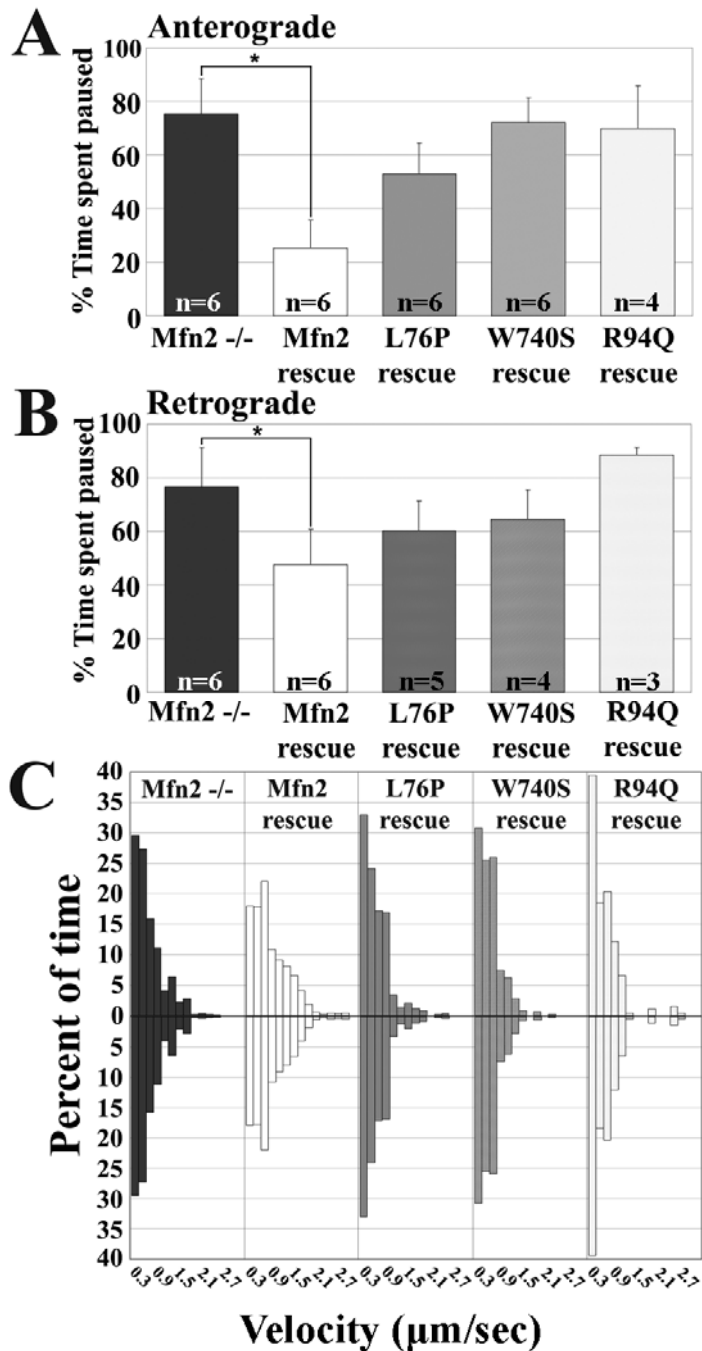 A Anterograde
% Time spent paused
100
80
60
40
20
0
*
n=6 n=6 n=6 n=6 n=4
Mfn2 -/- Mfn2 L76P W740S R94Q
rescue rescue rescue rescue
B Retrograde
% Time spent paused
100
80
60
40
20
0
*
n=6 n=6 n=5 n=4 n=3
Mfn2 -/- Mfn2 L76P W740S R94Q
rescue rescue rescue rescue
C
Percent of time
40
35
30
25
20
15
10
5
0
5
10
15
20
25
30
35
40
Mfn2 -/- Mfn2 L76P W740S R94Q
rescue rescue rescue rescue
0.3 0.9 1.5 2.1 2.7 0.3 0.9 1.5 2.1 2.7 0.3 0.9 1.5 2.1 2.7 0.3 0.9 1.5 2.1 2.7 0.3 0.9 1.5 2.1 2.7
Velocity (μm/sec)